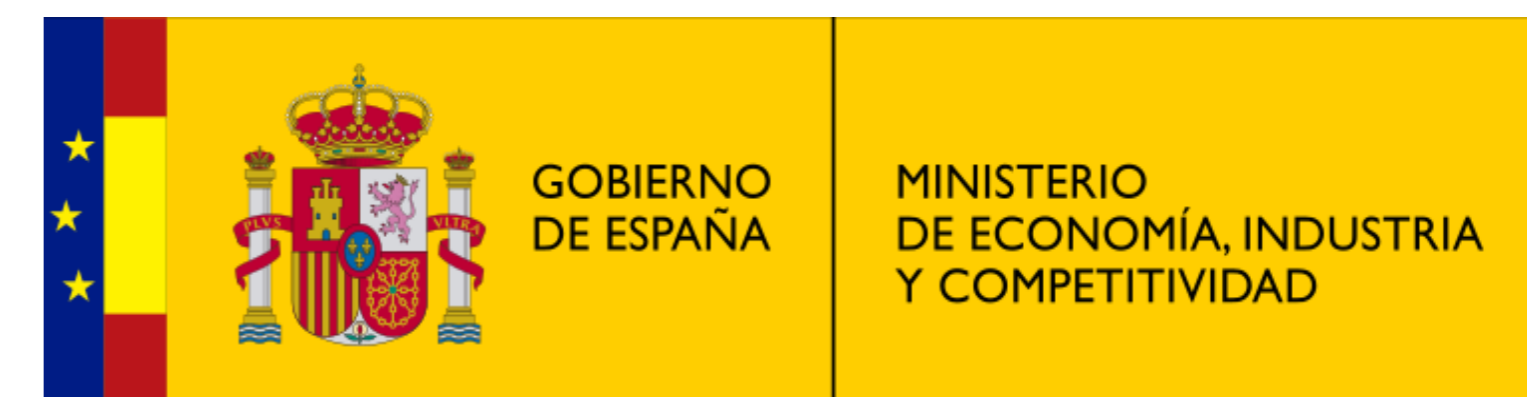 PLVS VLTRA
GOBIERNO
DE ESPAÑA
MINISTERIO
DE ECONOMÍA, INDUSTRIA
Y COMPETITIVIDAD